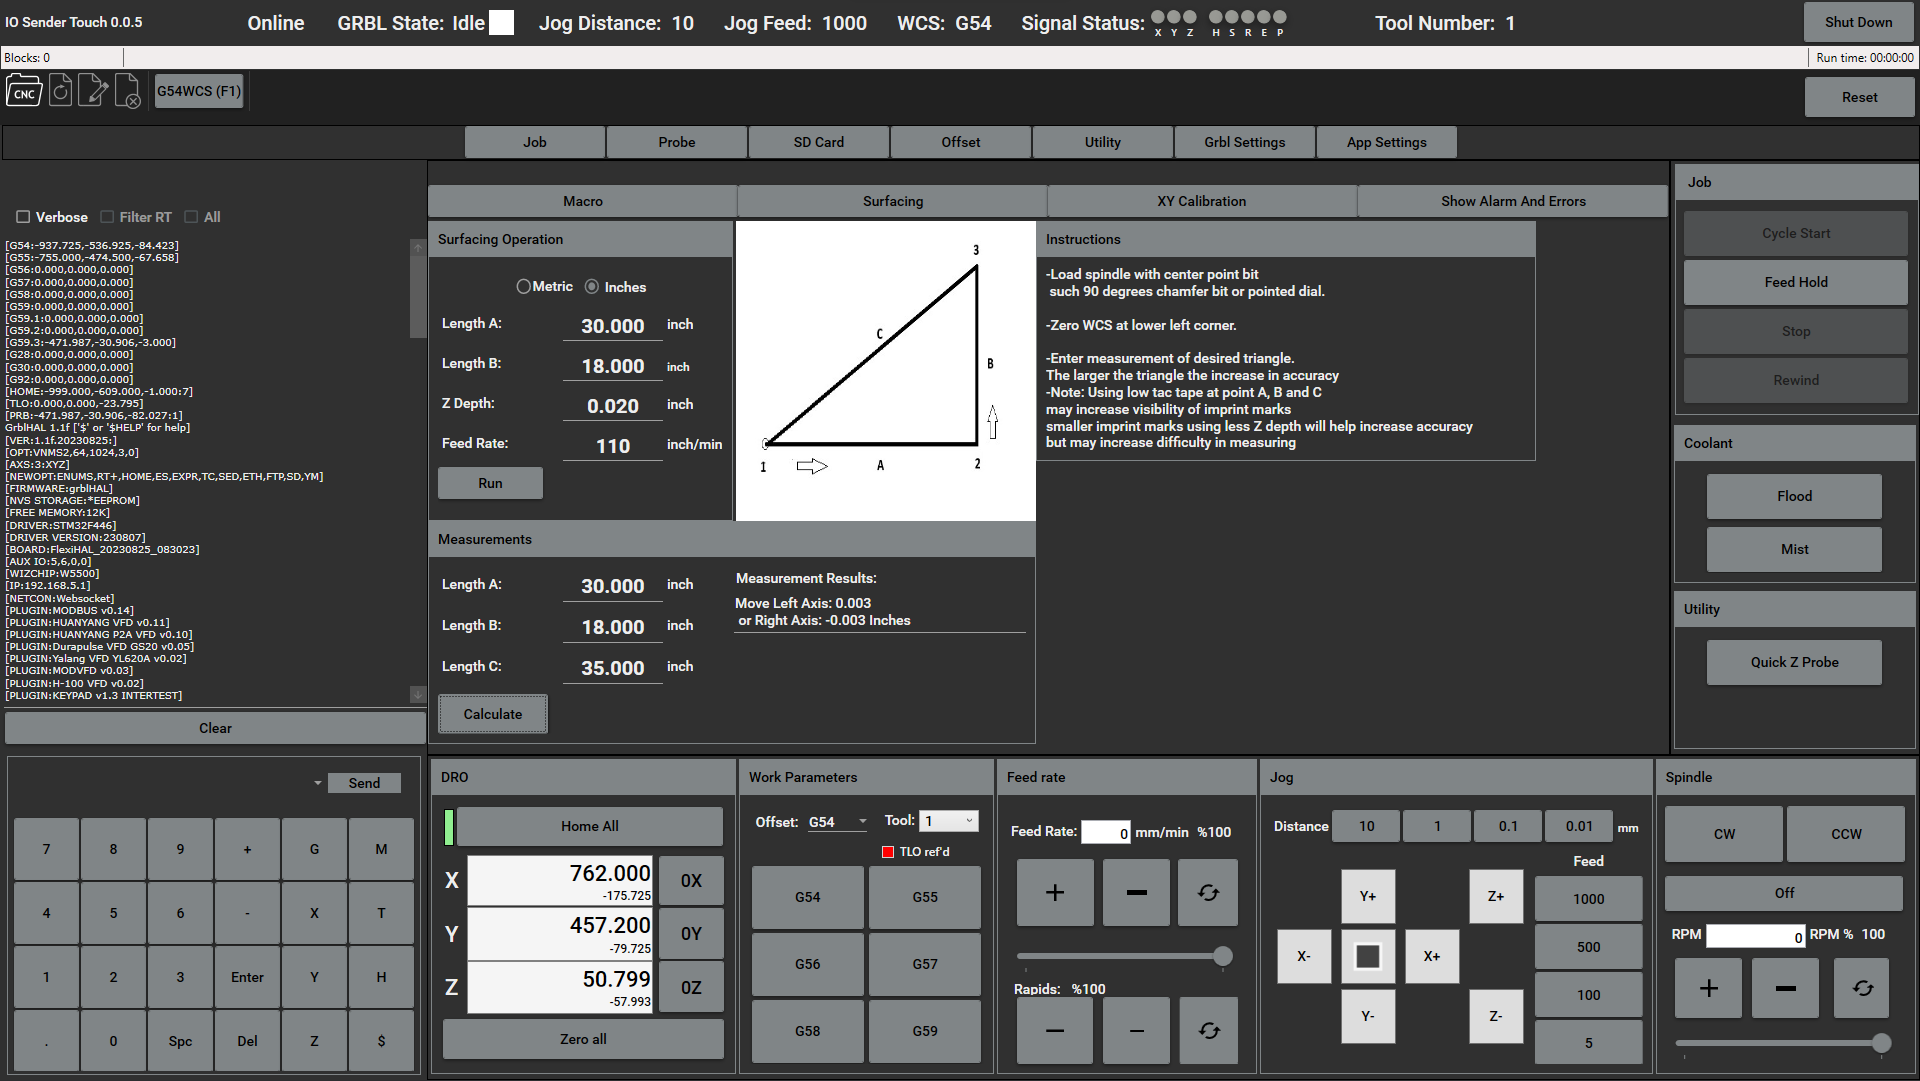 IO Sender Touch 0.0.5
Online
GRBL State: Idle
Jog Distance: 10
Jog Feed: 1000
WCS: G54
Signal Status:
X Y Z H S R E P
Tool Number: 1
Shut Down
Blocks: 0
Run time: 00:00:00
CNC
G54WCS (F1)
Reset
Job
Probe
SD Card
Offset
Utility
Grbl Settings
App Settings
Verbose
Filter RT
All
[G54:-937.725,-536.925,-84.423]
[G55:-755.000,-474.500,-67.658]
[G56:0.000,0.000,0.000]
[G57:0.000,0.000,0.000]
[G58:0.000,0.000,0.000]
[G59:0.000,0.000,0.000]
[G59.1:0.000,0.000,0.000]
[G59.2:0.000,0.000,0.000]
[G59.3:-471.987,-30.906,-3.000]
[G28:0.000,0.000,0.000]
[G30:0.000,0.000,0.000]
[G92:0.000,0.000,0.000]
[HOME:-999.000,-609.000,-1.000:7]
[TLO:0.000,0.000,-23.795]
[PRB:-471.987,-30.906,-82.027:1]
GrblHAL 1.1f ['$' or '$HELP' for help]
[VER:1.1f.20230825:]
[OPT:VNMS2,64,1024,3,0]
[AXS:3:XYZ]
[NEWOPT:ENUMS,RT+,HOME,ES,EXPR,TC,SED,ETH,FTP,SD,YM]
[FIRMWARE:grblHAL]
[NVS STORAGE:*EEPROM]
[FREE MEMORY:12K]
[DRIVER:STM32F446]
[DRIVER VERSION:230807]
[BOARD:FlexiHAL_20230825_083023]
[AUX IO:5,6,0,0]
[WIZCHIP:W5500]
[IP:192.168.5.1]
[NETCON:Websocket]
[PLUGIN:MODBUS v0.14]
[PLUGIN:HUANYANG VFD v0.11]
[PLUGIN:HUANYANG P2A VFD v0.10]
[PLUGIN:Durapulse VFD GS20 v0.05]
[PLUGIN:Yalang VFD YL620A v0.02]
[PLUGIN:MODVFD v0.03]
[PLUGIN:H-100 VFD v0.02]
[PLUGIN:KEYPAD v1.3 INTERTEST]
Clear
Macro
Surfacing
XY Calibration
Show Alarm And Errors
Surfacing Operation
Metric
Inches
Length A: 30.000 inch
Length B: 18.000 inch
Z Depth: 0.020 inch
Feed Rate: 110 inch/min
Run
3
C
B
1
A
2
Instructions
-Load spindle with center point bit
such 90 degrees chamfer bit or pointed dial.
-Zero WCS at lower left corner.
-Enter measurement of desired triangle.
The larger the triangle the increase in accuracy
-Note: Using low tac tape at point A, B and C
may increase visibility of imprint marks
smaller imprint marks using less Z depth will help increase accuracy
but may increase difficulty in measuring
Measurements
Length A: 30.000 inch
Length B: 18.000 inch
Length C: 35.000 inch
Calculate
Measurement Results:
Move Left Axis: 0.003
or Right Axis: -0.003 Inches
Job
Cycle Start
Feed Hold
Stop
Rewind
Coolant
Flood
Mist
Utility
Quick Z Probe
Send
7 8 9 + G M
4 5 6 - X T
1 2 3 Enter Y H
. 0 Spc Del Z $
DRO
Home All
X 762.000 0X
-175.725
Y 457.200 0Y
-79.725
Z 50.799 0Z
-57.993
Zero all
Work Parameters
Offset: G54
Tool: 1
TLO ref'd
G54 G55
G56 G57
G58 G59
Feed rate
Feed Rate: 0 mm/min %100
+
Rapids: %100
Jog
Distance 10 1 0.1 0.01 mm
Feed
Y+ Z+ 1000
500
X- X+
100
Y- Z-
5
Spindle
CW CCW
Off
RPM 0 RPM % 100
+